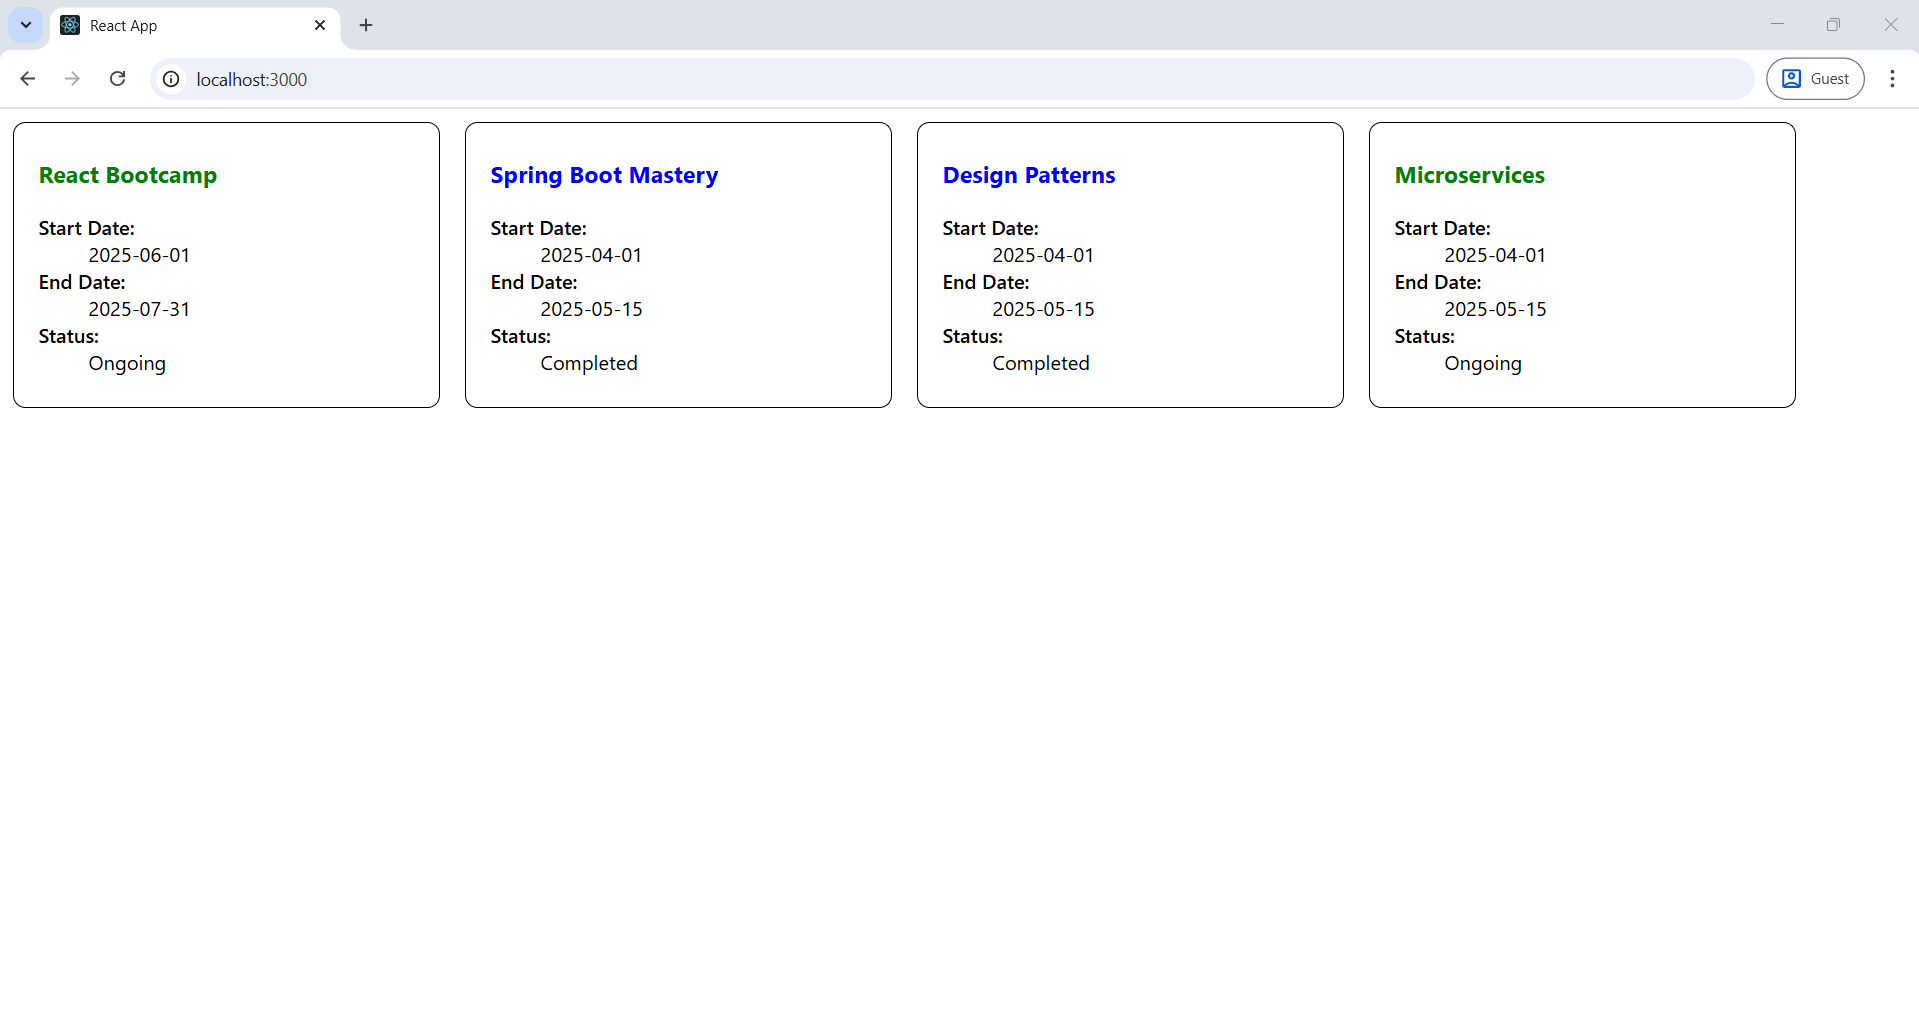 React App
localhost:3000
Guest
React Bootcamp
Start Date:
2025-06-01
End Date:
2025-07-31
Status:
Ongoing
Spring Boot Mastery
Start Date:
2025-04-01
End Date:
2025-05-15
Status:
Completed
Design Patterns
Start Date:
2025-04-01
End Date:
2025-05-15
Status:
Completed
Microservices
Start Date:
2025-04-01
End Date:
2025-05-15
Status:
Ongoing